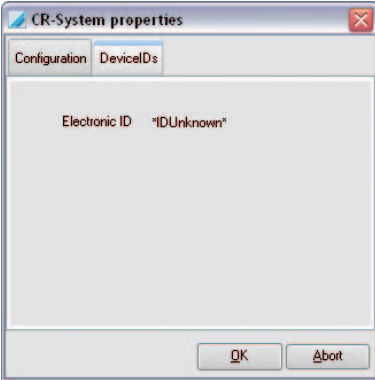 CR-System properties
Configuration DeviceIDs
Electronic ID *IDUnknown*
OK Abort